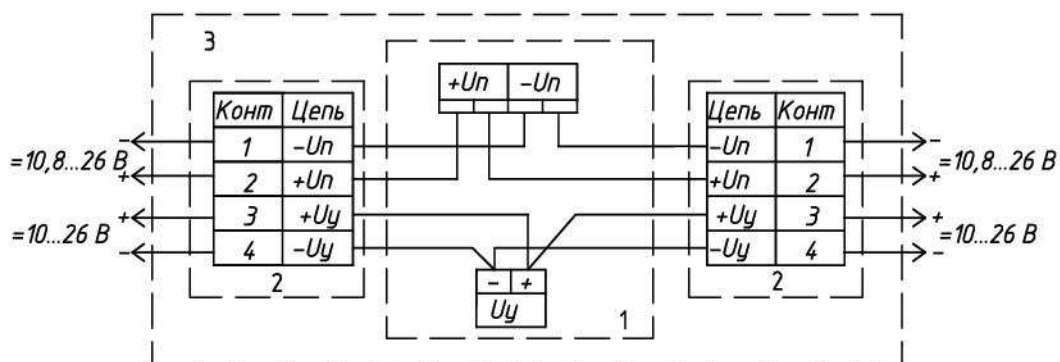 3
+Uп -Uп
Конт Цепь
1 -Uп
2 +Uп
3 +Uу
4 -Uу
2
- =10,8...26 В
+
+ =10...26 В
-
Цепь Конт
-Uп 1
+Uп 2
+Uу 3
-Uу 4
2
- =10,8...26 В
+
+ =10...26 В
-
- +
Uу
1